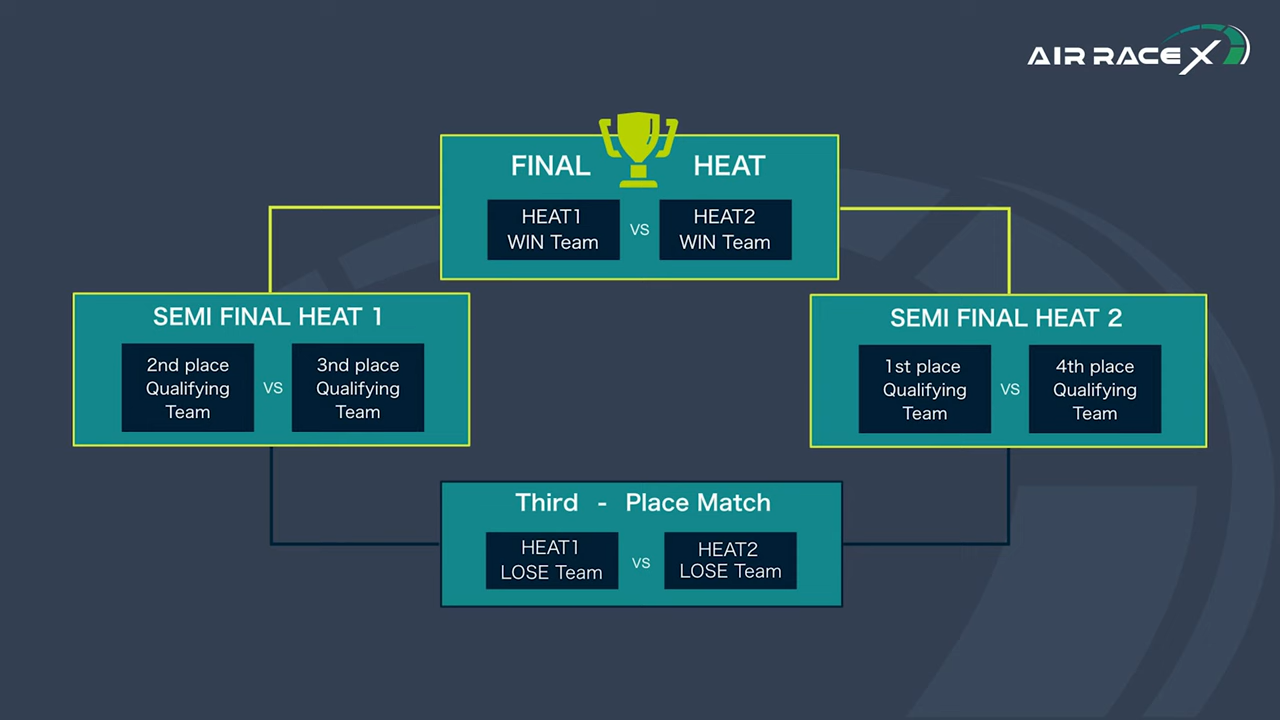 AIR RACE X
FINAL HEAT
HEAT1
WIN Team
VS
HEAT2
WIN Team
SEMI FINAL HEAT 1
2nd place
Qualifying
Team
VS
3nd place
Qualifying
Team
SEMI FINAL HEAT 2
1st place
Qualifying
Team
VS
4th place
Qualifying
Team
Third - Place Match
HEAT1
LOSE Team
VS
HEAT2
LOSE Team